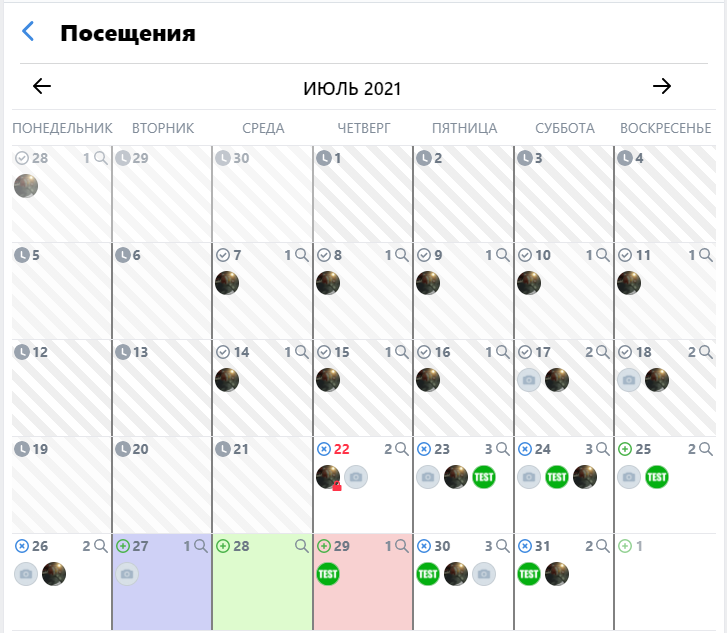 Посещения
ИЮЛЬ 2021
ПОНЕДЕЛЬНИК ВТОРНИК СРЕДА ЧЕТВЕРГ ПЯТНИЦА СУББОТА ВОСКРЕСЕНЬЕ
28 1 29 30 1 2 3 4
5 6 7 1 8 1 9 1 10 1 11 1
12 13 14 1 15 1 16 1 17 2 18 2
19 20 21 22 2 23 3 24 3 25 2
TEST TEST TEST
26 2 27 1 28 29 1 30 3 31 2 1
TEST TEST TEST